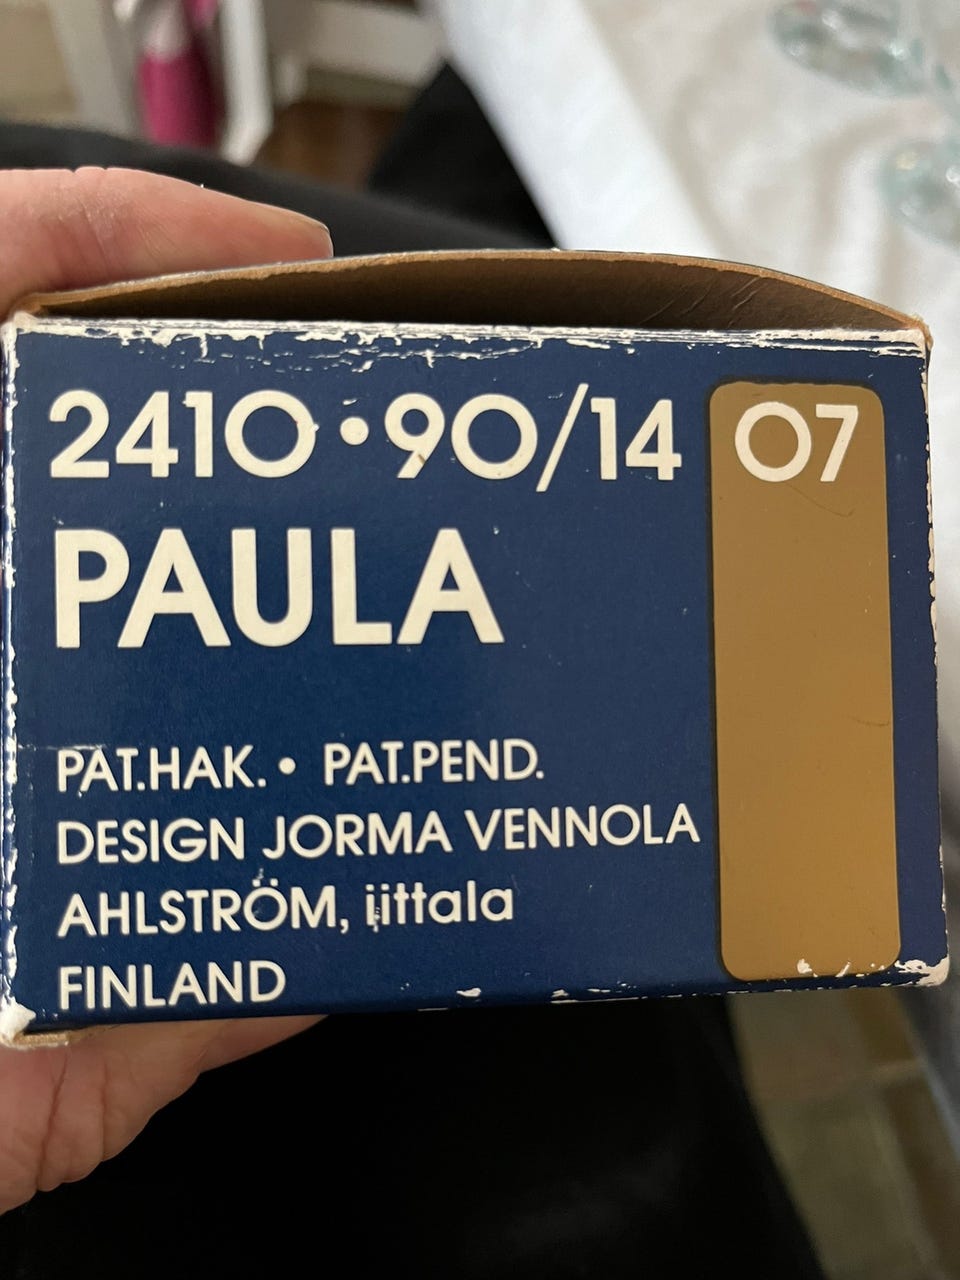 2410•90/14 07
PAULA
PAT.HAK. • PAT.PEND.
DESIGN JORMA VENNOLA
AHLSTRÖM, iittala
FINLAND